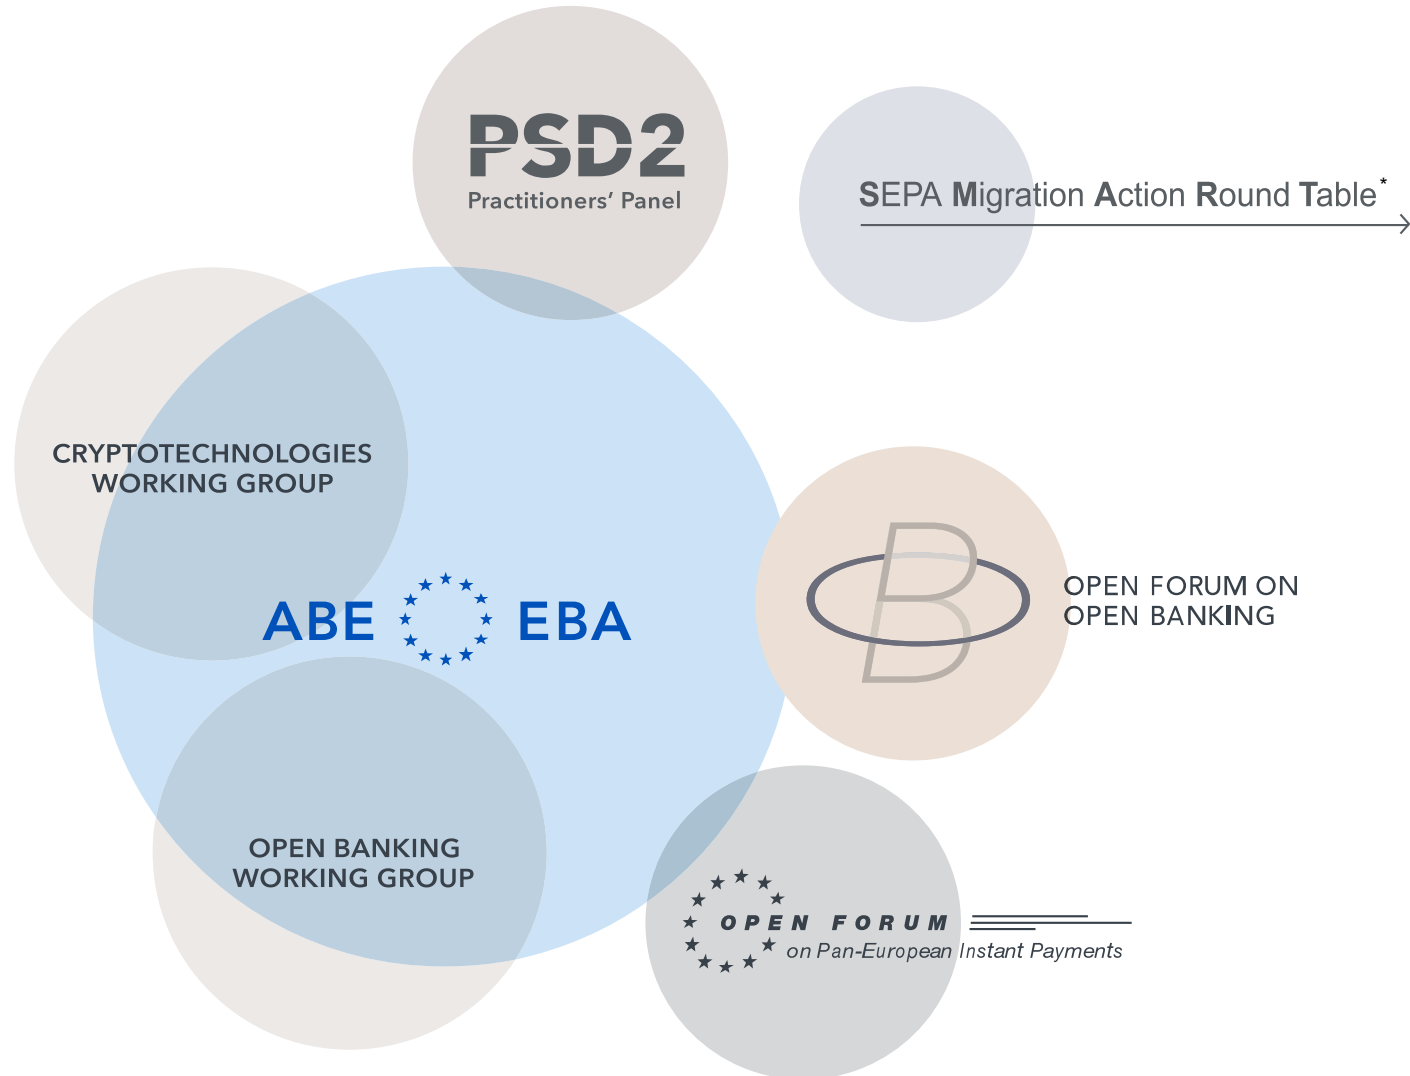 PSD2
Practitioners’ Panel
SEPA Migration Action Round Table*
CRYPTOTECHNOLOGIES
WORKING GROUP
ABE EBA
B
OPEN FORUM ON
OPEN BANKING
OPEN BANKING
WORKING GROUP
OPEN FORUM
on Pan-European Instant Payments